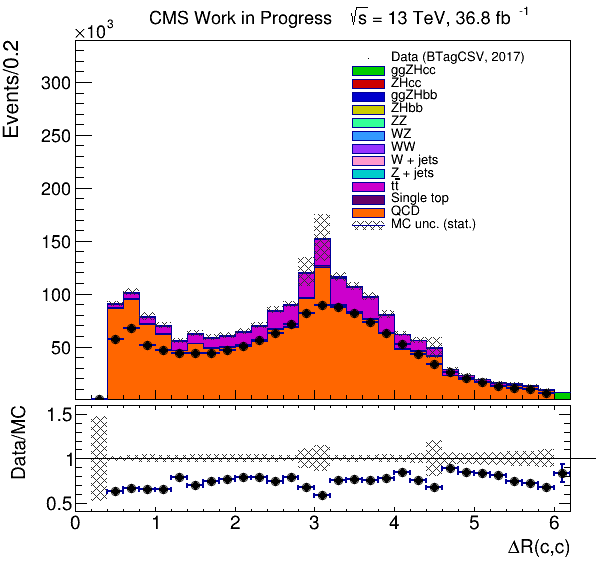 CMS Work in Progress √s = 13 TeV, 36.8 fb⁻¹
×10³
Events/0.2
300
250
200
150
100
50
Data (BTagCSV, 2017)
ggZHcc
ZHcc
ggZHbb
ZHbb
ZZ
WZ
WW
W + jets
Z + jets
tt̄
Single top
QCD
MC unc. (stat.)
Data/MC
1.5
1
0.5
0 1 2 3 4 5 6
ΔR(c,c)